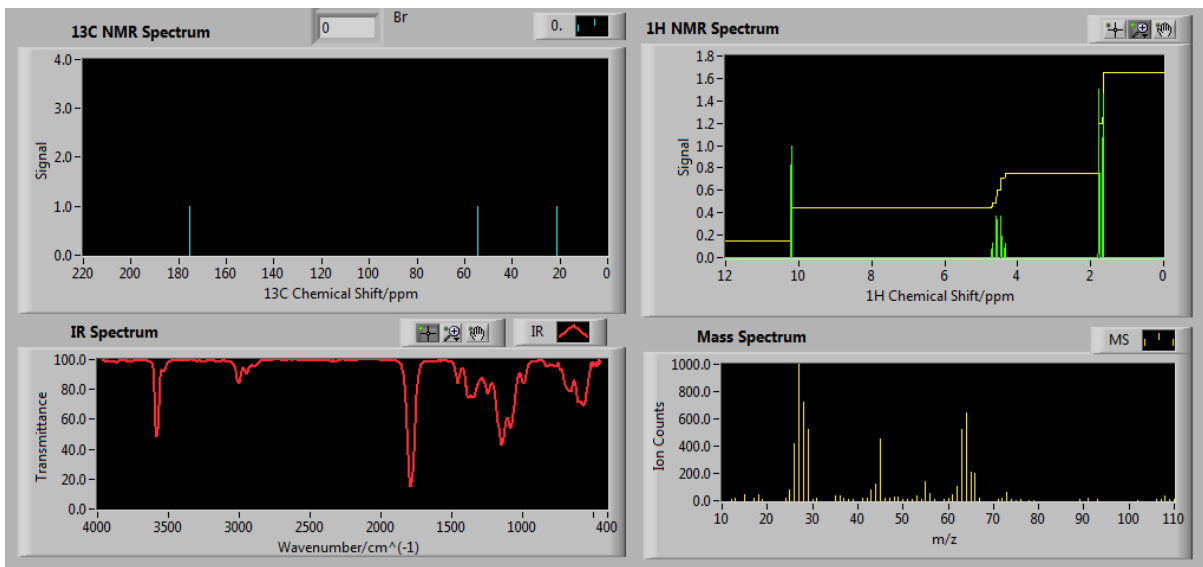 13C NMR Spectrum
0
Br
0.
Signal
4.0
3.0
2.0
1.0
0.0
220 200 180 160 140 120 100 80 60 40 20 0
13C Chemical Shift/ppm
1H NMR Spectrum
Signal
1.8
1.6
1.4
1.2
1.0
0.8
0.6
0.4
0.2
0.0
12 10 8 6 4 2 0
1H Chemical Shift/ppm
IR Spectrum
IR
Transmittance
100.0
80.0
60.0
40.0
20.0
0.0
4000 3500 3000 2500 2000 1500 1000 400
Wavenumber/cm^(-1)
Mass Spectrum
MS
Ion Counts
1000.0
800.0
600.0
400.0
200.0
0.0
10 20 30 40 50 60 70 80 90 100 110
m/z